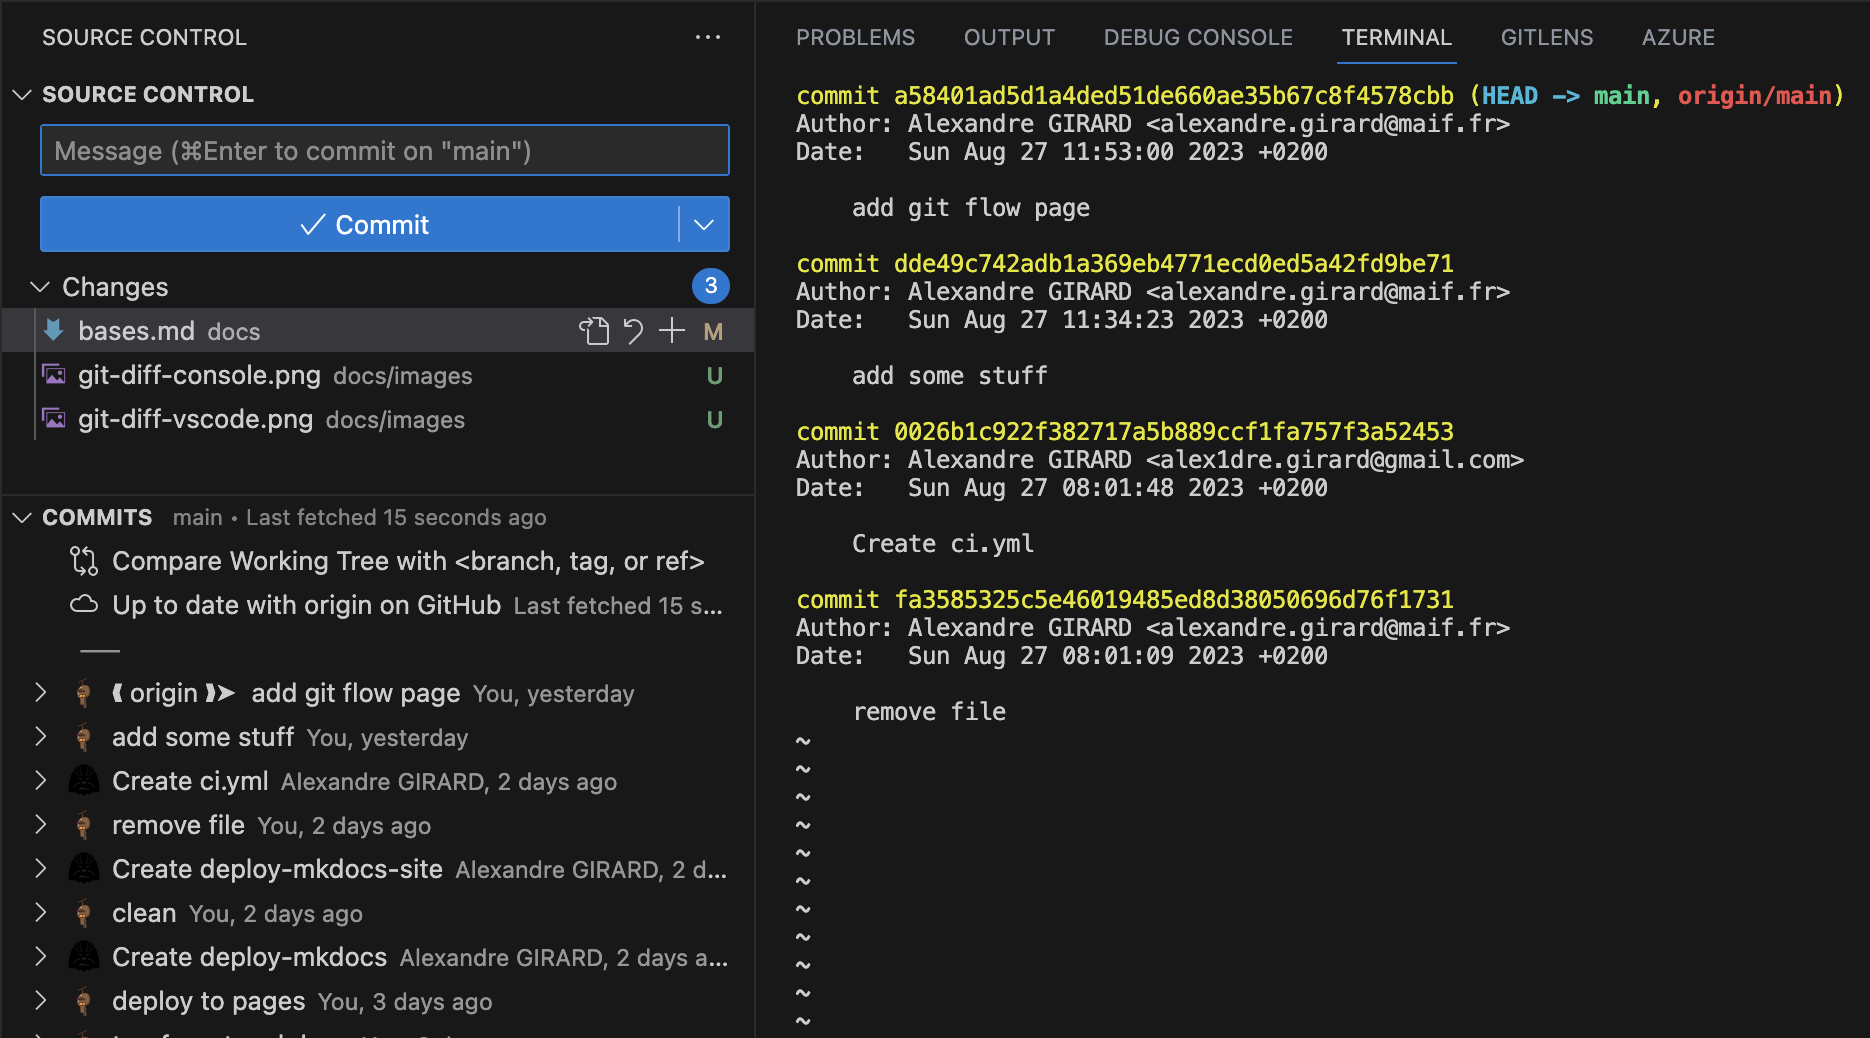 SOURCE CONTROL ...
SOURCE CONTROL
Message (⌘Enter to commit on "main")
Commit
Changes 3
bases.md docs M
git-diff-console.png docs/images U
git-diff-vscode.png docs/images U
COMMITS main • Last fetched 15 seconds ago
Compare Working Tree with <branch, tag, or ref>
Up to date with origin on GitHub Last fetched 15 s...
❪ origin ❫➤ add git flow page You, yesterday
add some stuff You, yesterday
Create ci.yml Alexandre GIRARD, 2 days ago
remove file You, 2 days ago
Create deploy-mkdocs-site Alexandre GIRARD, 2 d...
clean You, 2 days ago
Create deploy-mkdocs Alexandre GIRARD, 2 days a...
deploy to pages You, 3 days ago
PROBLEMS OUTPUT DEBUG CONSOLE TERMINAL GITLENS AZURE
commit a58401ad5d1a4ded51de660ae35b67c8f4578cbb (HEAD -> main, origin/main)
Author: Alexandre GIRARD <alexandre.girard@maif.fr>
Date:   Sun Aug 27 11:53:00 2023 +0200
    add git flow page
commit dde49c742adb1a369eb4771ecd0ed5a42fd9be71
Author: Alexandre GIRARD <alexandre.girard@maif.fr>
Date:   Sun Aug 27 11:34:23 2023 +0200
    add some stuff
commit 0026b1c922f382717a5b889ccf1fa757f3a52453
Author: Alexandre GIRARD <alex1dre.girard@gmail.com>
Date:   Sun Aug 27 08:01:48 2023 +0200
    Create ci.yml
commit fa3585325c5e46019485ed8d38050696d76f1731
Author: Alexandre GIRARD <alexandre.girard@maif.fr>
Date:   Sun Aug 27 08:01:09 2023 +0200
    remove file
~
~
~
~
~
~
~
~
~
~
~